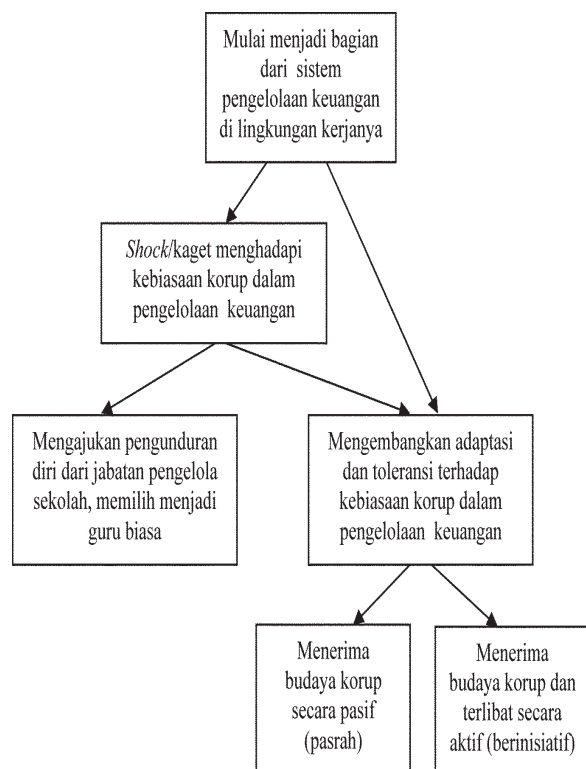 Mulai menjadi bagian
dari sistem
pengelolaan keuangan
di lingkungan kerjanya
Shock/kaget menghadapi
kebiasaan korup dalam
pengelolaan keuangan
Mengajukan pengunduran
diri dari jabatan pengelola
sekolah, memilih menjadi
guru biasa
Mengembangkan adaptasi
dan toleransi terhadap
kebiasaan korup dalam
pengelolaan keuangan
Menerima
budaya korup
secara pasif
(pasrah)
Menerima
budaya korup dan
terlibat secara
aktif (berinisiatif)